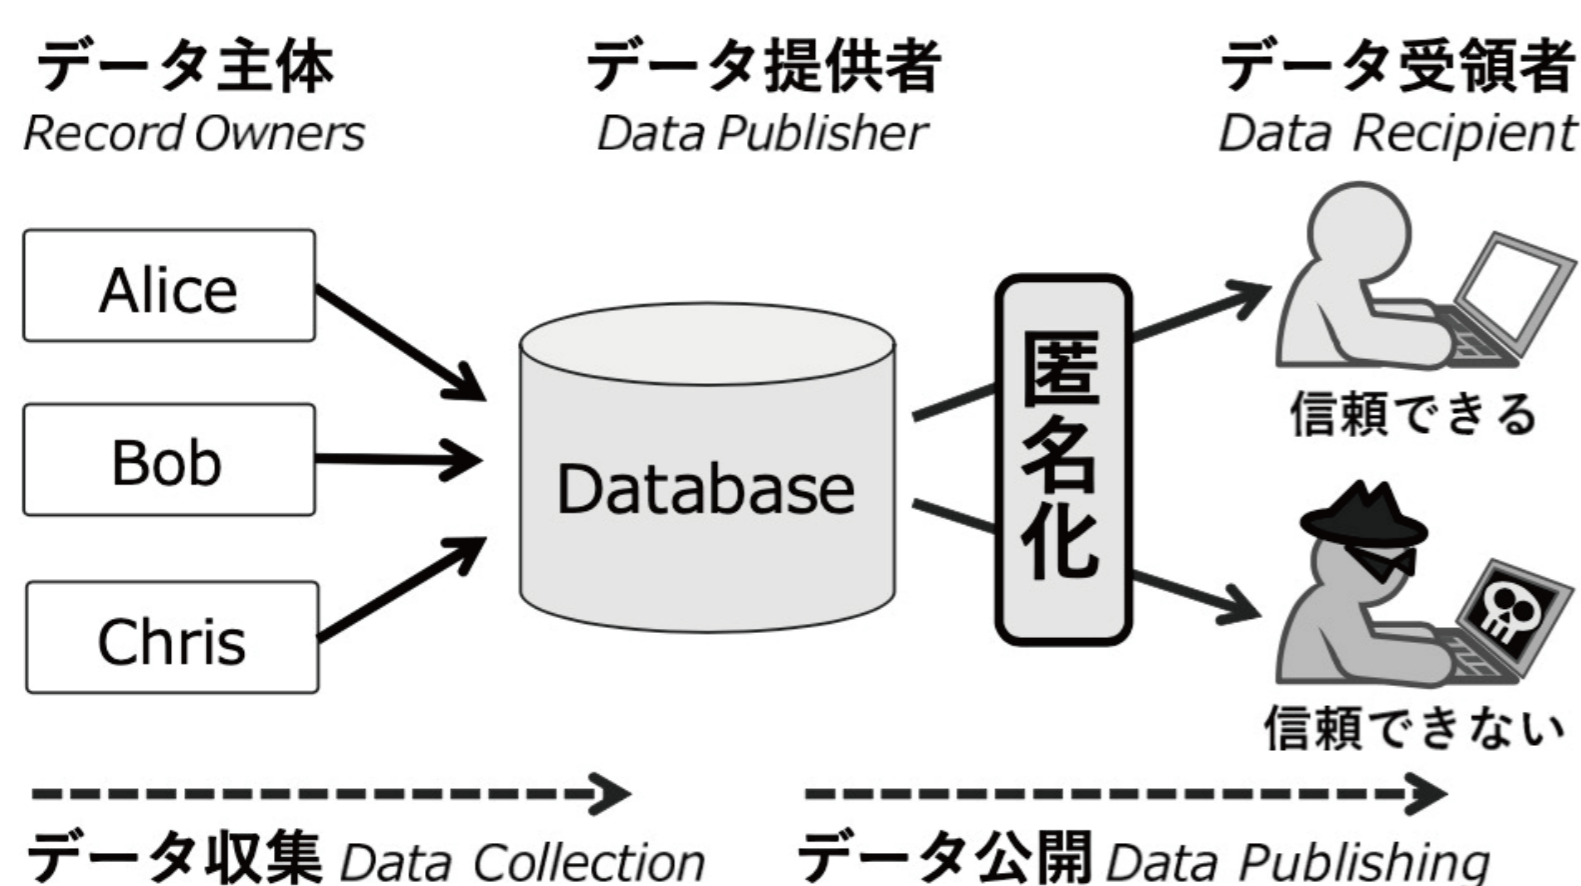 データ主体
Record Owners
データ提供者
Data Publisher
データ受領者
Data Recipient
Alice
Bob
Chris
Database
匿名化
信頼できる
信頼できない
データ収集 Data Collection
データ公開 Data Publishing